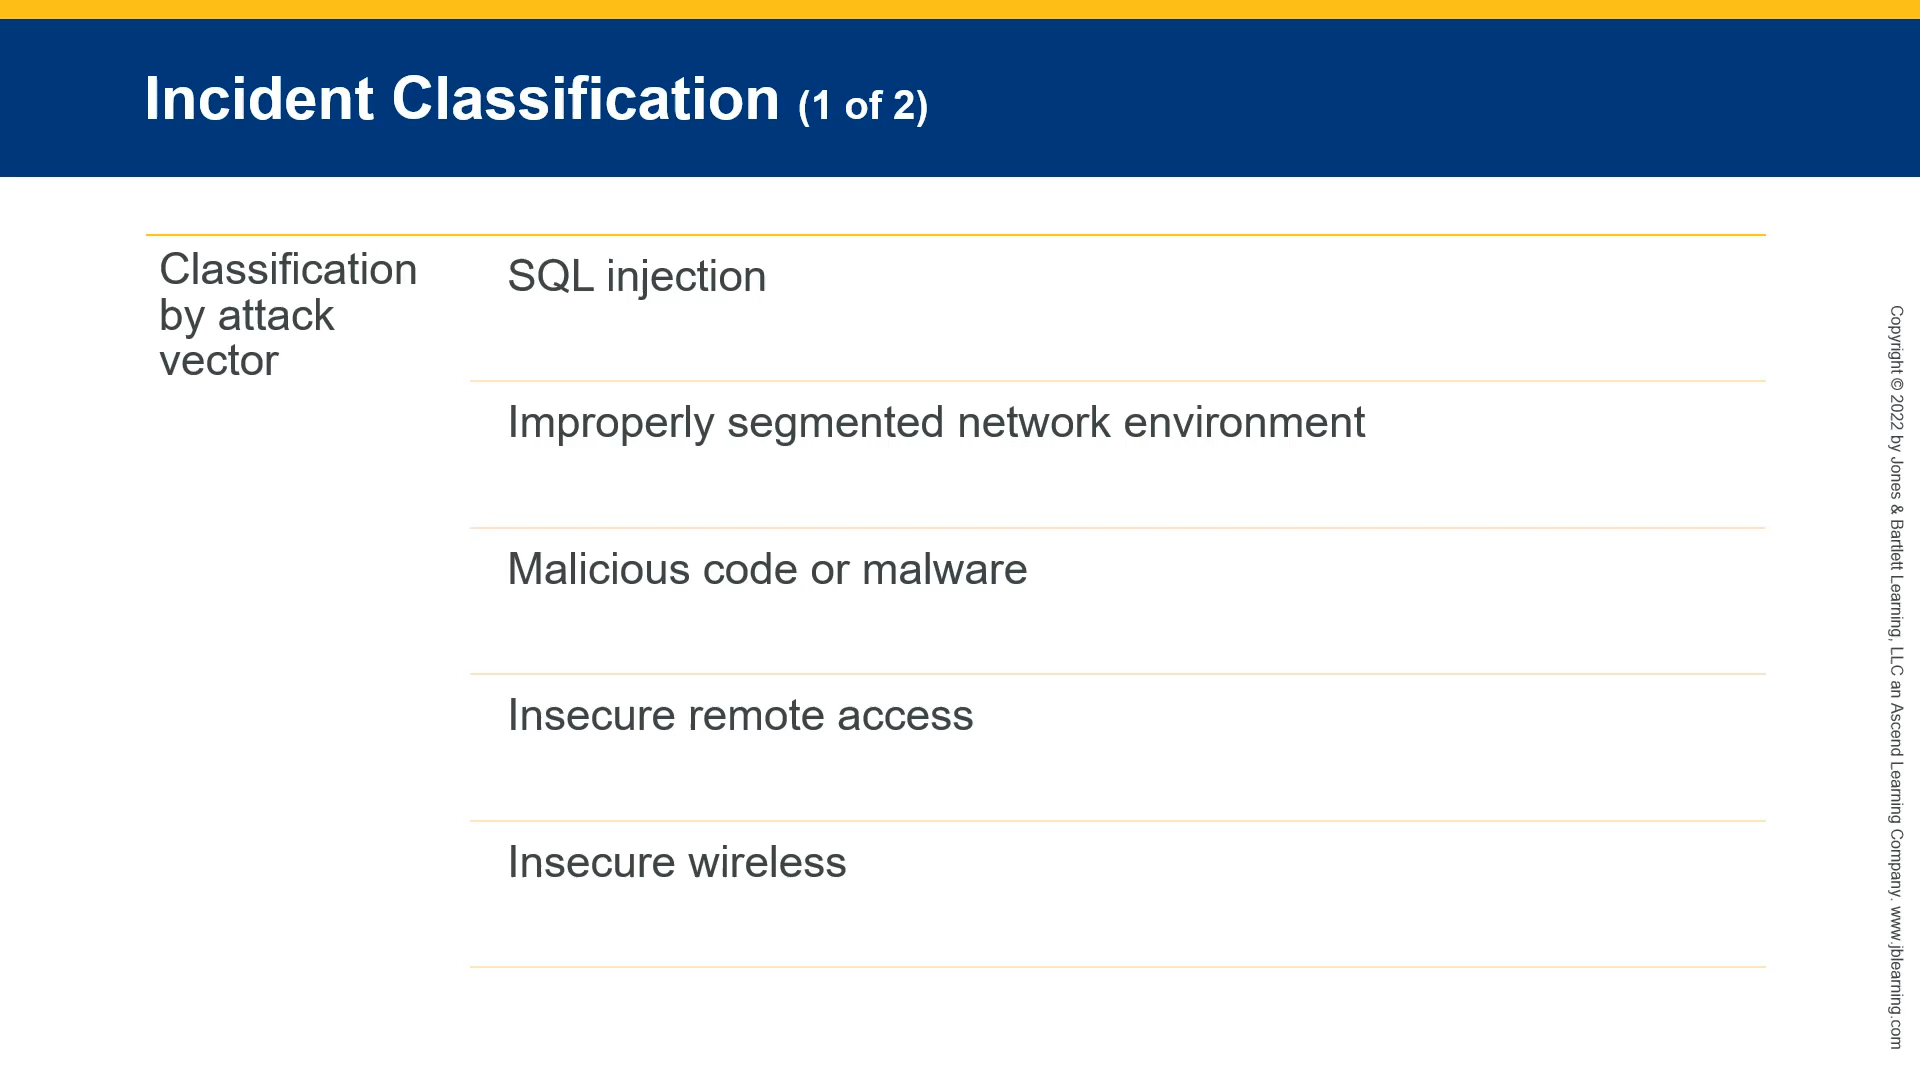 Incident Classification (1 of 2)
Classification
by attack
vector
SQL injection
Improperly segmented network environment
Malicious code or malware
Insecure remote access
Insecure wireless
Copyright © 2022 by Jones & Bartlett Learning, LLC an Ascend Learning Company. www.jblearning.com